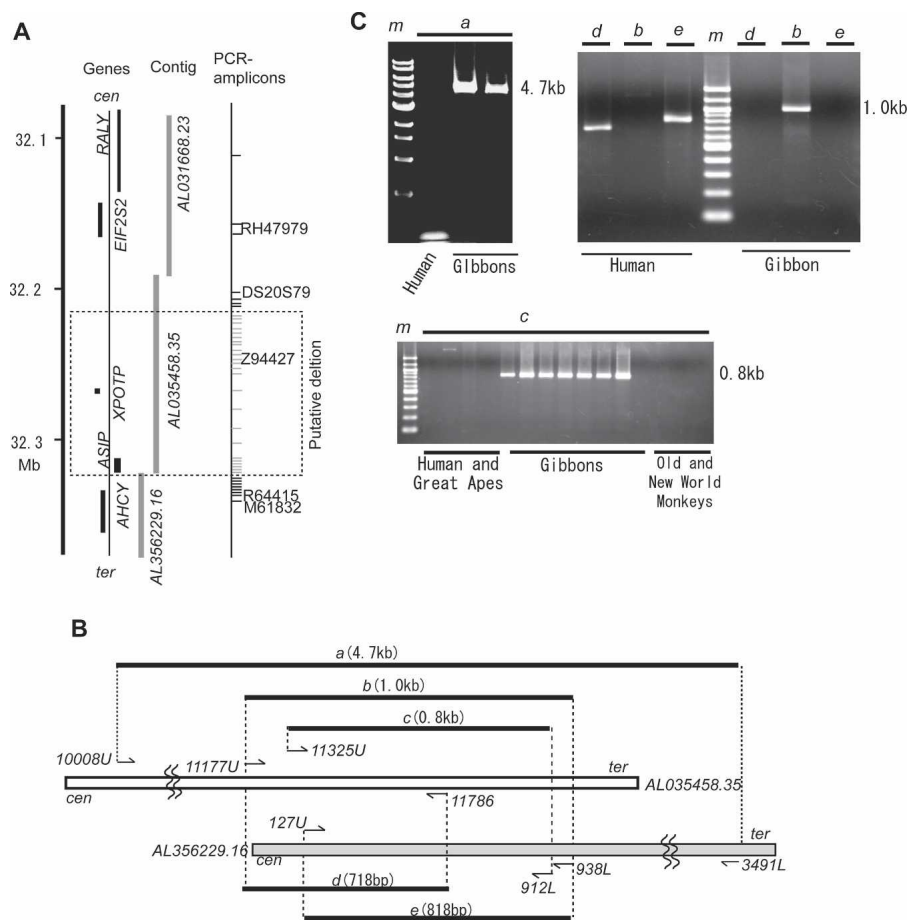 A
Genes
Contig
PCR-
amplicons
cen
32.1
RALY
EIF2S2
AL031668.23
RH47979
32.2
DS20S79
Z94427
XPOTP
AL035458.35
Putative deltion
32.3
Mb
ASIP
R64415
M61832
AHCY
AL356229.16
ter
C
m
a
4.7kb
Human
GIbbons
d
b
e
m
d
b
e
1.0kb
Human
Gibbon
c
m
0.8kb
Human and
Great Apes
Gibbons
Old and
New World
Monkeys
B
a(4.7kb)
b(1.0kb)
c(0.8kb)
10008U
11177U
11325U
ter
AL035458.35
cen
11786
127U
ter
AL356229.16
cen
938L
3491L
912L
d(718bp)
e(818bp)